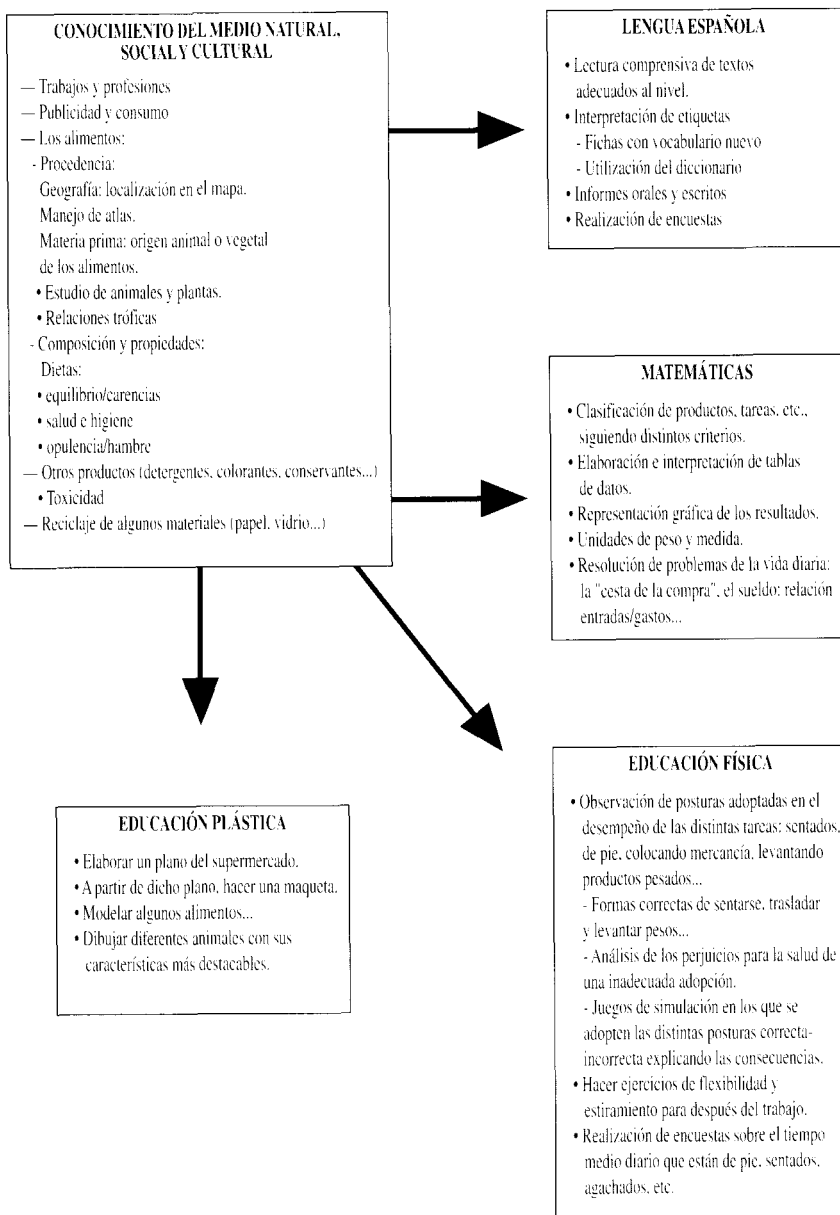 CONOCIMIENTO DEL MEDIO NATURAL,
SOCIAL Y CULTURAL
— Trabajos y profesiones
— Publicidad y consumo
— Los alimentos:
- Procedencia:
Geografía: localización en el mapa.
Manejo de atlas.
Materia prima: origen animal o vegetal
de los alimentos.
• Estudio de animales y plantas.
• Relaciones tróficas
- Composición y propiedades:
Dietas:
• equilibrio/carencias
• salud e higiene
• opulencia/hambre
— Otros productos (detergentes, colorantes, conservantes...)
• Toxicidad
— Reciclaje de algunos materiales (papel, vidrio...)
LENGUA ESPAÑOLA
• Lectura comprensiva de textos
adecuados al nivel.
• Interpretación de etiquetas
- Fichas con vocabulario nuevo
- Utilización del diccionario
• Informes orales y escritos
• Realización de encuestas
MATEMÁTICAS
• Clasificación de productos, tareas, etc.,
siguiendo distintos criterios.
• Elaboración e interpretación de tablas
de datos.
• Representación gráfica de los resultados.
• Unidades de peso y medida.
• Resolución de problemas de la vida diaria:
la "cesta de la compra", el sueldo: relación
entradas/gastos...
EDUCACIÓN PLÁSTICA
• Elaborar un plano del supermercado.
• A partir de dicho plano, hacer una maqueta.
• Modelar algunos alimentos...
• Dibujar diferentes animales con sus
características más destacables.
EDUCACIÓN FÍSICA
• Observación de posturas adoptadas en el
desempeño de las distintas tareas: sentados,
de pie, colocando mercancía, levantando
productos pesados...
- Formas correctas de sentarse, trasladar
y levantar pesos...
- Análisis de los perjuicios para la salud de
una inadecuada adopción.
- Juegos de simulación en los que se
adopten las distintas posturas correcta-
incorrecta explicando las consecuencias.
• Hacer ejercicios de flexibilidad y
estiramiento para después del trabajo.
• Realización de encuestas sobre el tiempo
medio diario que están de pie, sentados,
agachados, etc.